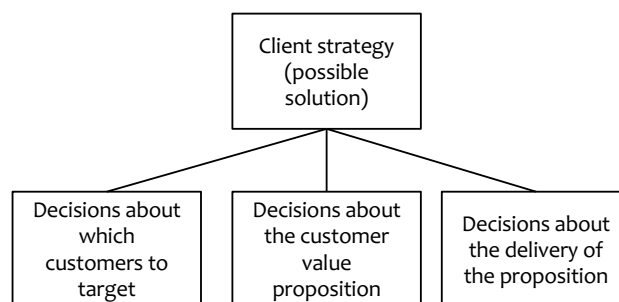 Client strategy
(possible
solution)
Decisions about
which
customers to
target
Decisions about
the customer
value
proposition
Decisions about
the delivery of
the proposition